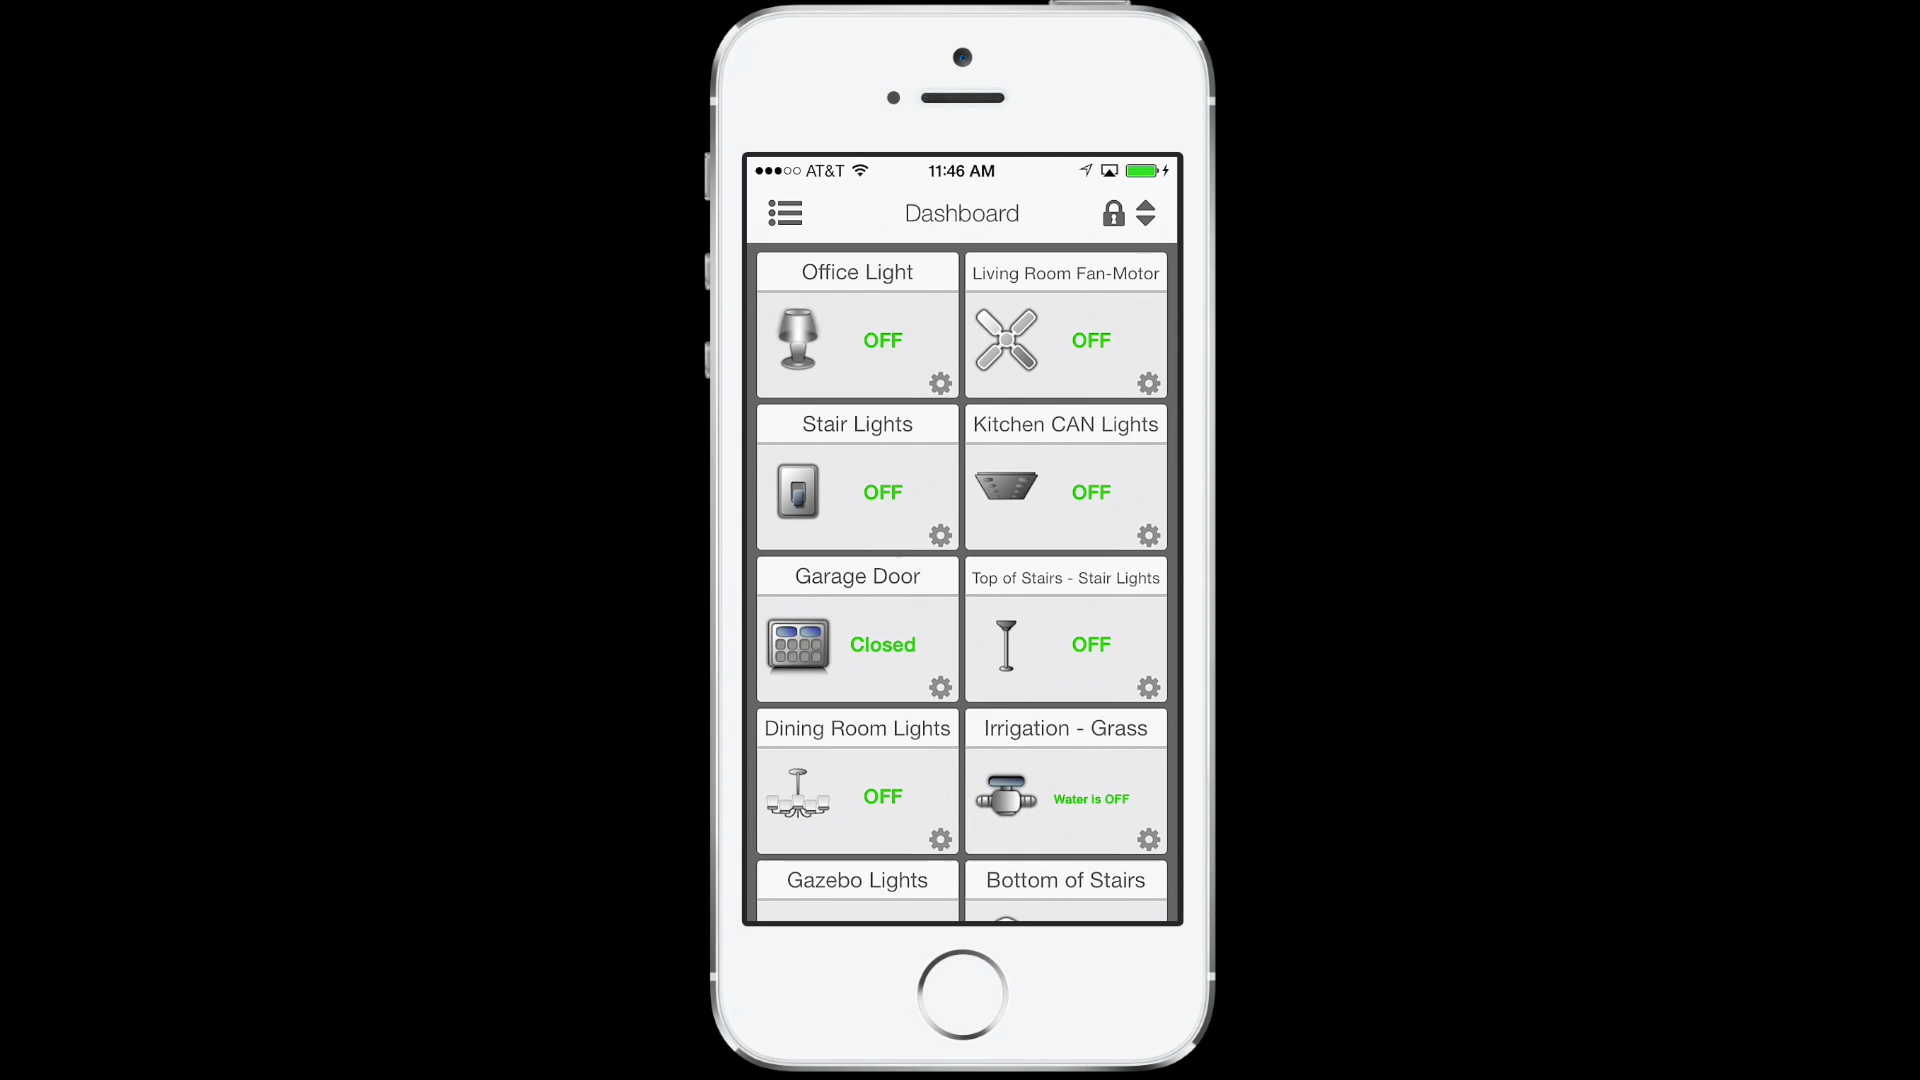 AT&T 11:46 AM
Dashboard
Office Light
Living Room Fan-Motor
OFF
OFF
Stair Lights
Kitchen CAN Lights
OFF
OFF
Garage Door
Top of Stairs - Stair Lights
Closed
OFF
Dining Room Lights
Irrigation - Grass
OFF
Water is OFF
Gazebo Lights
Bottom of Stairs